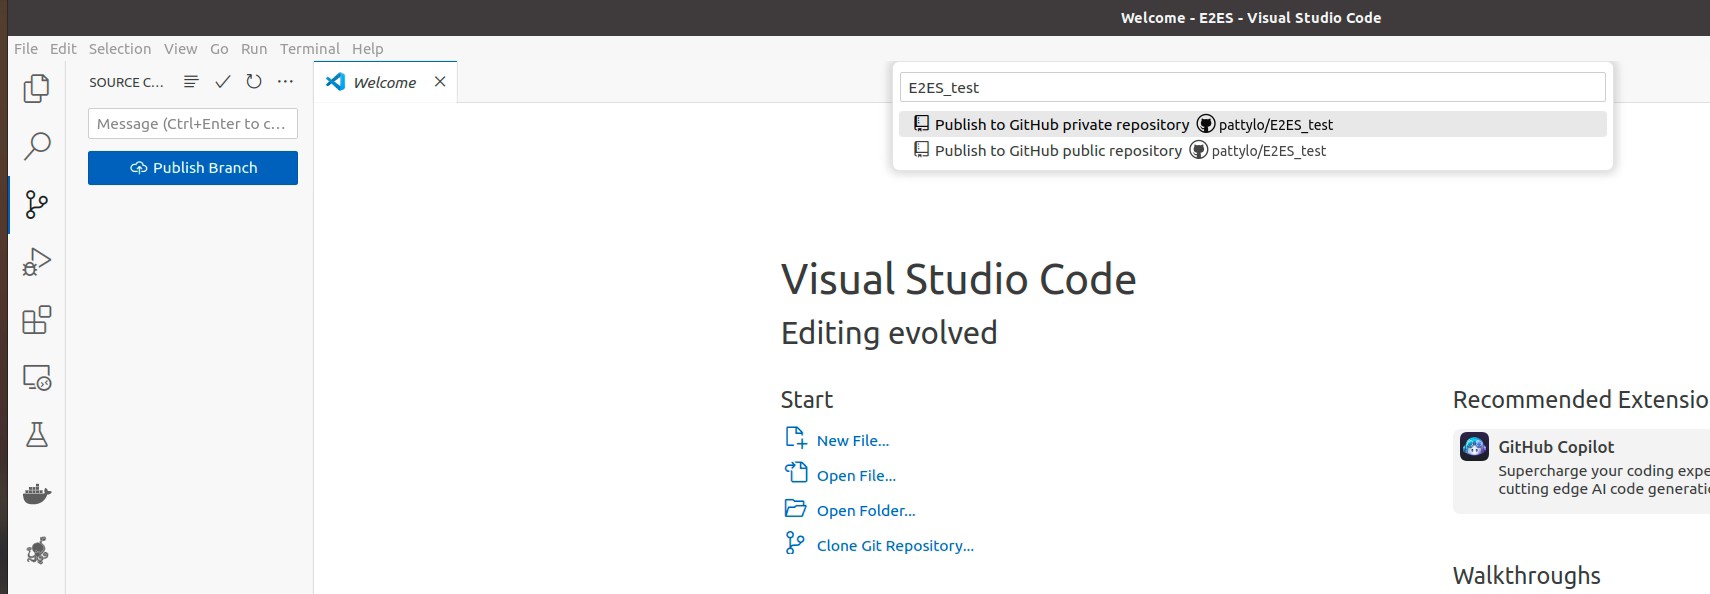 Welcome - E2ES - Visual Studio Code
File Edit Selection View Go Run Terminal Help
SOURCE C...
Message (Ctrl+Enter to c...
Publish Branch
Welcome
E2ES_test
Publish to GitHub private repository pattylo/E2ES_test
Publish to GitHub public repository pattylo/E2ES_test
Visual Studio Code
Editing evolved
Start
New File...
Open File...
Open Folder...
Clone Git Repository...
Recommended Extensio
GitHub Copilot
Supercharge your coding expe
cutting edge AI code generati
Walkthroughs